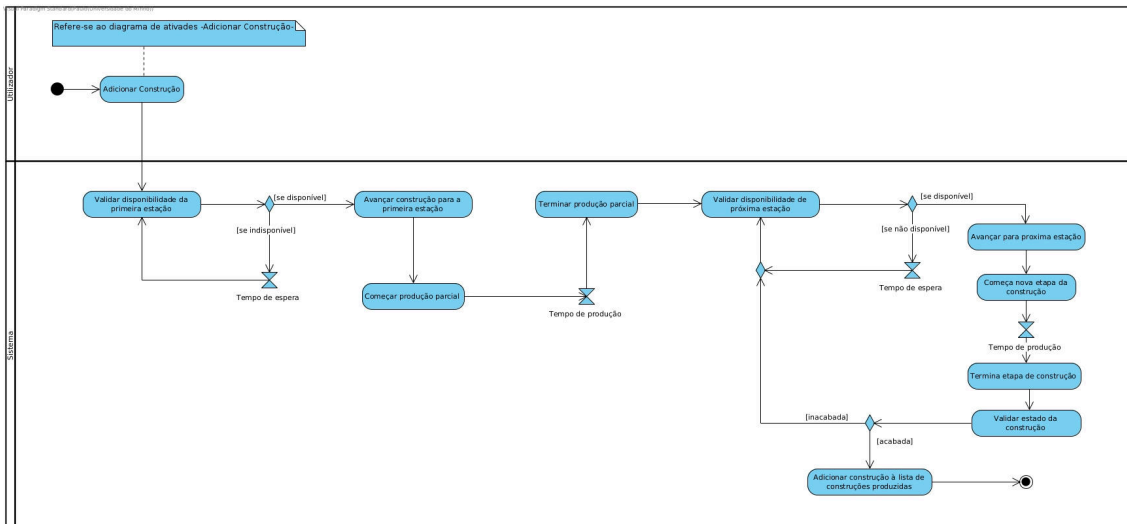 Refere-se ao diagrama de ativades -Adicionar Construção-
Utilizador
Adicionar Construção
Sistema
Validar disponibilidade da
primeira estação
[se disponível]
[se indisponível]
Tempo de espera
Avançar construção para a
primeira estação
Começar produção parcial
Tempo de produção
Terminar produção parcial
Validar disponibilidade de
próxima estação
[se disponível]
[se não disponível]
Tempo de espera
Avançar para proxima estação
Começa nova etapa da
construção
Tempo de produção
Termina etapa de construção
Validar estado da
construção
[inacabada]
[acabada]
Adicionar construção à lista de
construções produzidas